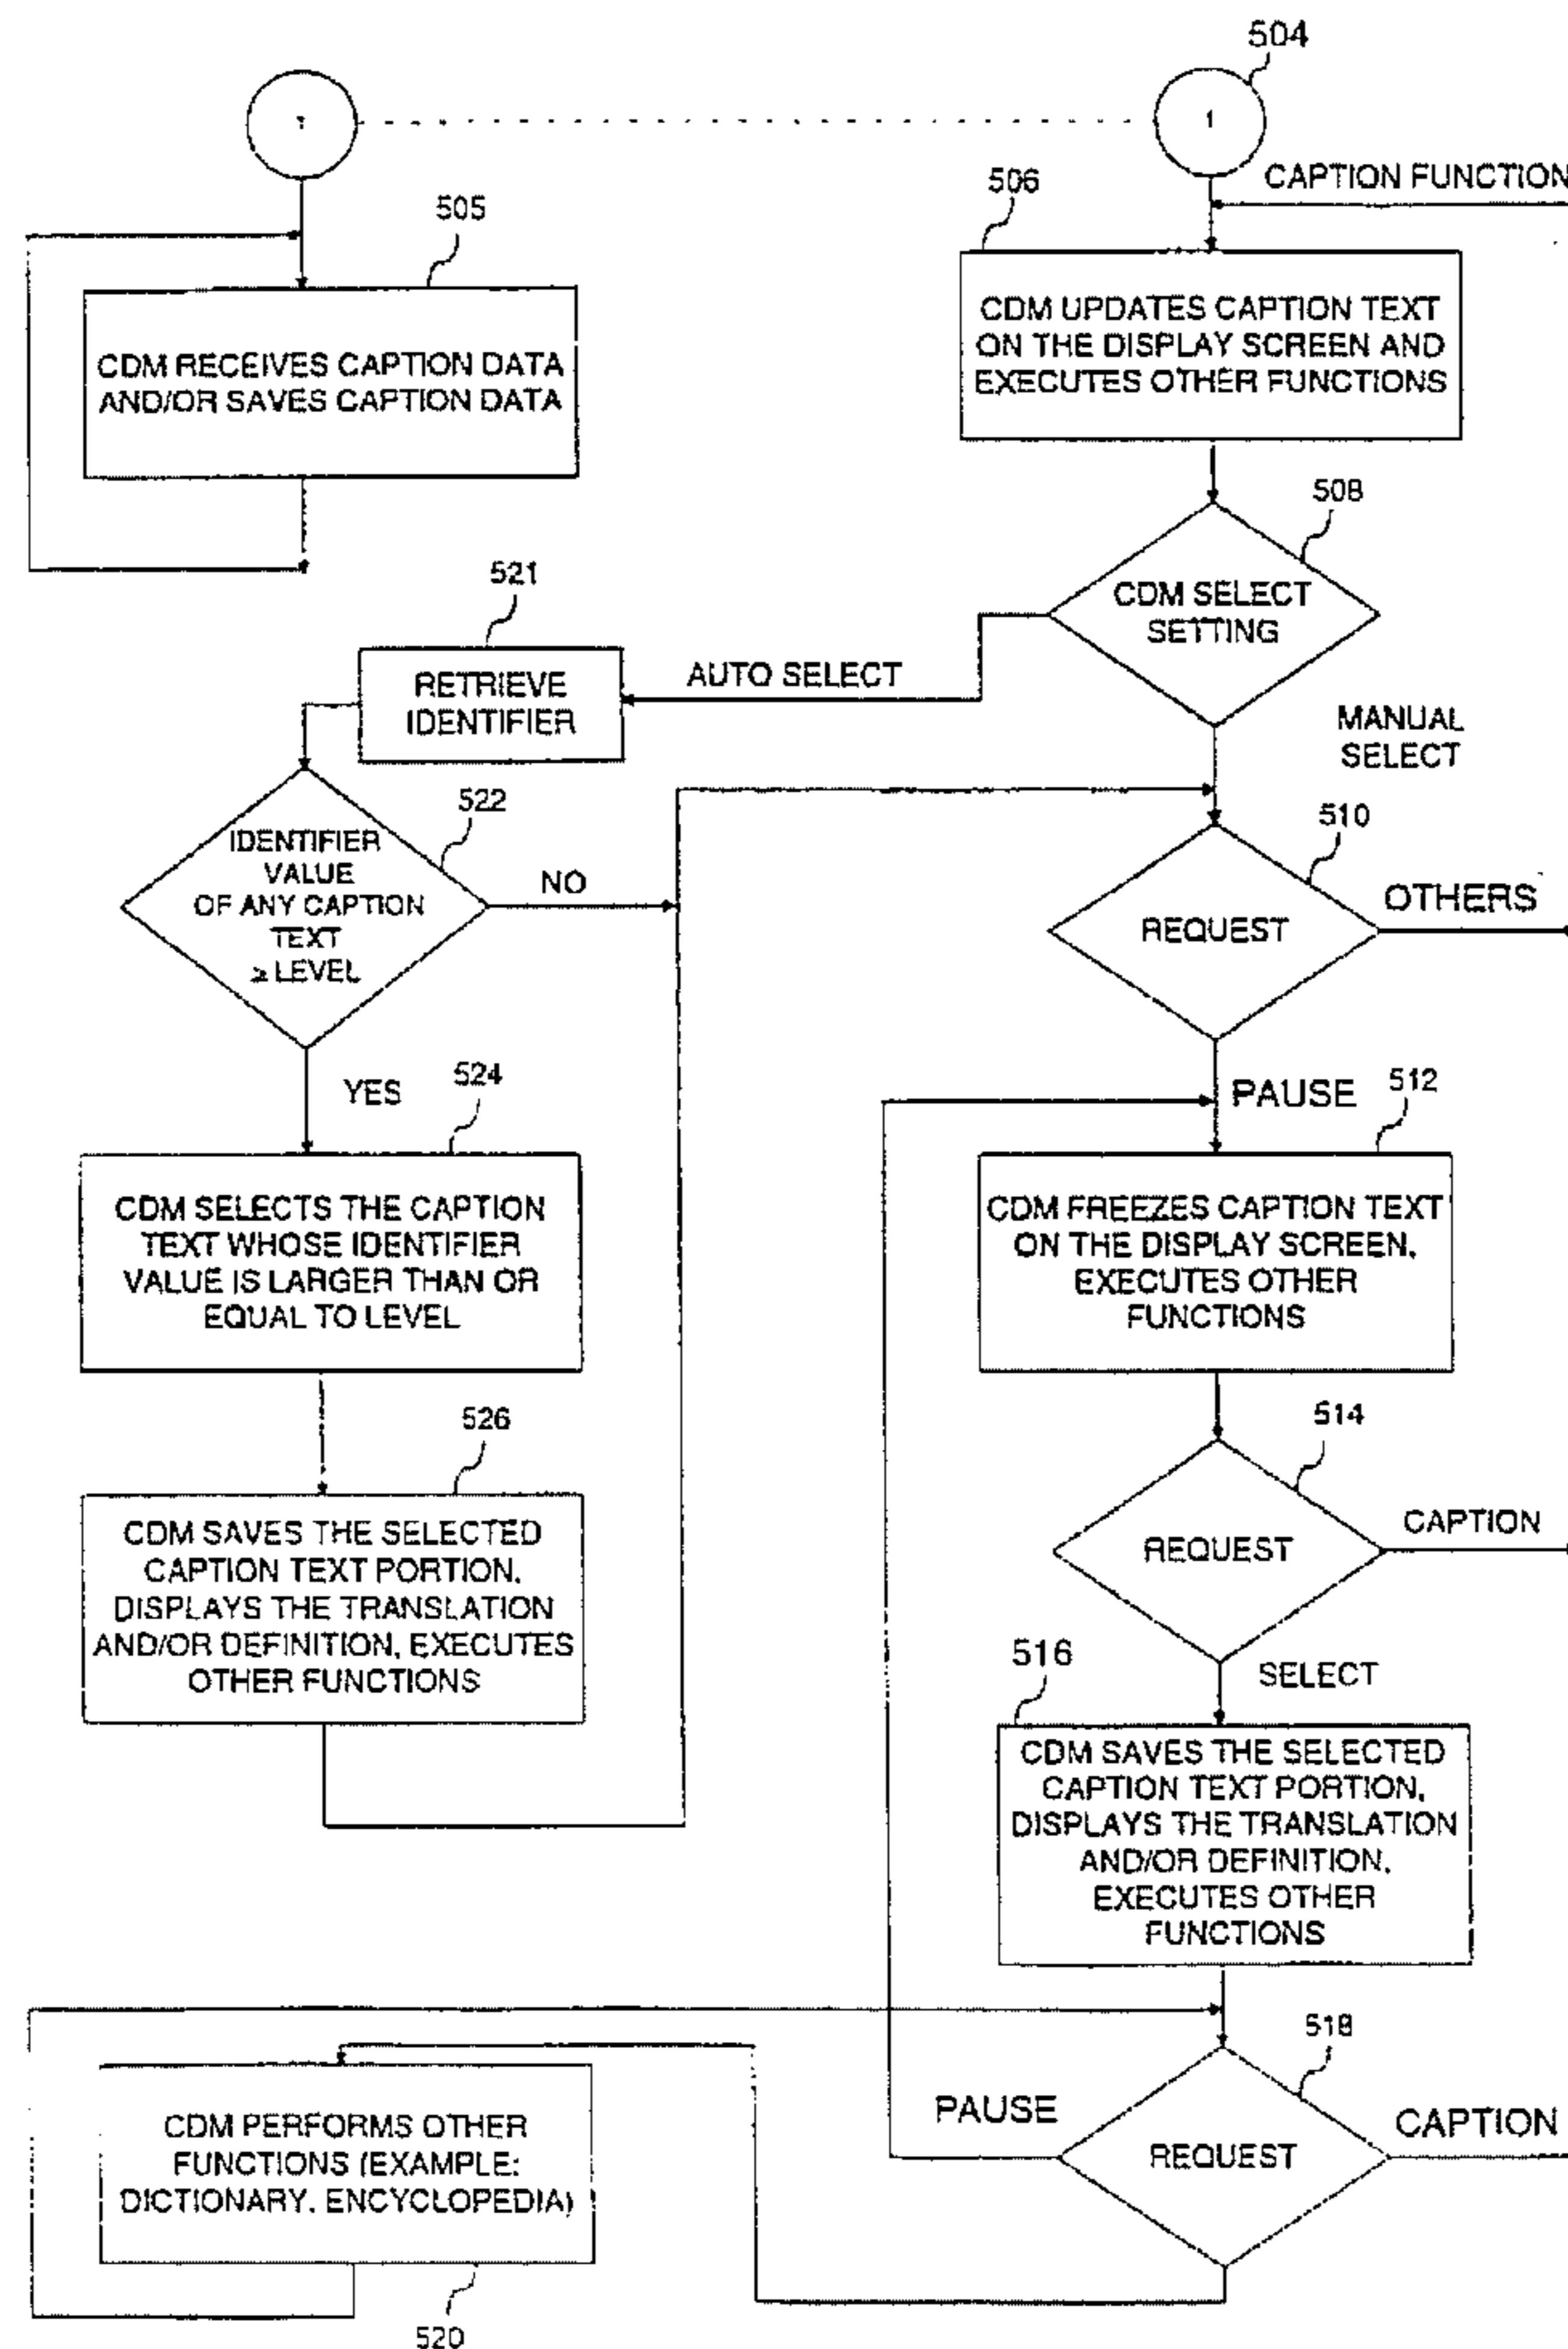 504
1
1
CAPTION FUNCTION
506
505
CDM UPDATES CAPTION TEXT
ON THE DISPLAY SCREEN AND
EXECUTES OTHER FUNCTIONS
CDM RECEIVES CAPTION DATA
AND/OR SAVES CAPTION DATA
508
CDM SELECT
SETTING
521
AUTO SELECT
RETRIEVE
IDENTIFIER
MANUAL
SELECT
522
IDENTIFIER
VALUE
OF ANY CAPTION
TEXT
≥ LEVEL
NO
510
REQUEST
OTHERS
YES
524
PAUSE
512
CDM SELECTS THE CAPTION
TEXT WHOSE IDENTIFIER
VALUE IS LARGER THAN OR
EQUAL TO LEVEL
CDM FREEZES CAPTION TEXT
ON THE DISPLAY SCREEN,
EXECUTES OTHER
FUNCTIONS
526
514
CDM SAVES THE SELECTED
CAPTION TEXT PORTION,
DISPLAYS THE TRANSLATION
AND/OR DEFINITION, EXECUTES
OTHER FUNCTIONS
REQUEST
CAPTION
516
SELECT
CDM SAVES THE SELECTED
CAPTION TEXT PORTION,
DISPLAYS THE TRANSLATION
AND/OR DEFINITION,
EXECUTES OTHER
FUNCTIONS
518
PAUSE
REQUEST
CAPTION
CDM PERFORMS OTHER
FUNCTIONS (EXAMPLE:
DICTIONARY, ENCYCLOPEDIA)
520